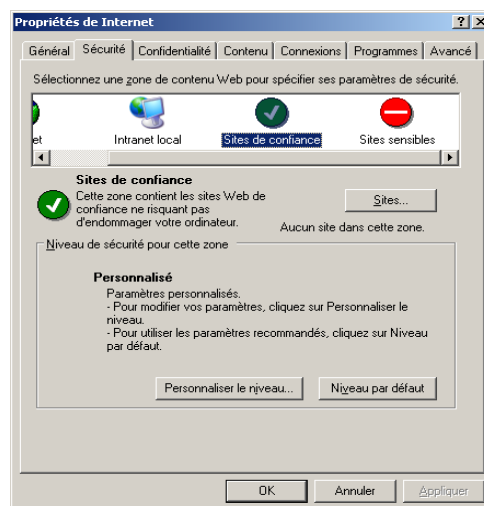 Propriétés de Internet
Général Sécurité Confidentialité Contenu Connexions Programmes Avancé
Sélectionnez une zone de contenu Web pour spécifier ses paramètres de sécurité.
et Intranet local Sites de confiance Sites sensibles
Sites de confiance
Cette zone contient les sites Web de
confiance ne risquant pas
d'endommager votre ordinateur.
Sites...
Aucun site dans cette zone.
Niveau de sécurité pour cette zone
Personnalisé
Paramètres personnalisés.
- Pour modifier vos paramètres, cliquez sur Personnaliser le
niveau.
- Pour utiliser les paramètres recommandés, cliquez sur Niveau
par défaut.
Personnaliser le niveau... Niveau par défaut
OK Annuler Appliquer